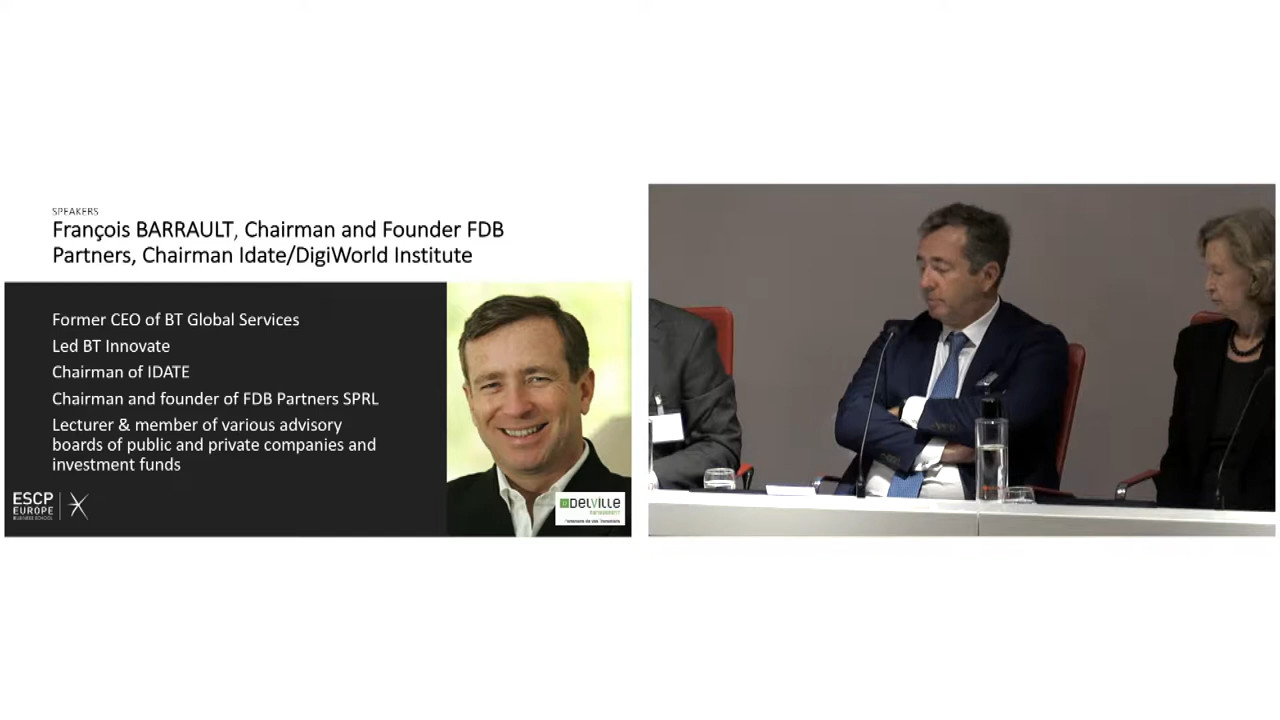 SPEAKERS
François BARRAULT, Chairman and Founder FDB
Partners, Chairman Idate/DigiWorld Institute
Former CEO of BT Global Services
Led BT Innovate
Chairman of IDATE
Chairman and founder of FDB Partners SPRL
Lecturer & member of various advisory
boards of public and private companies and
investment funds
ESCP
EUROPE
BUSINESS SCHOOL
DELVILLE